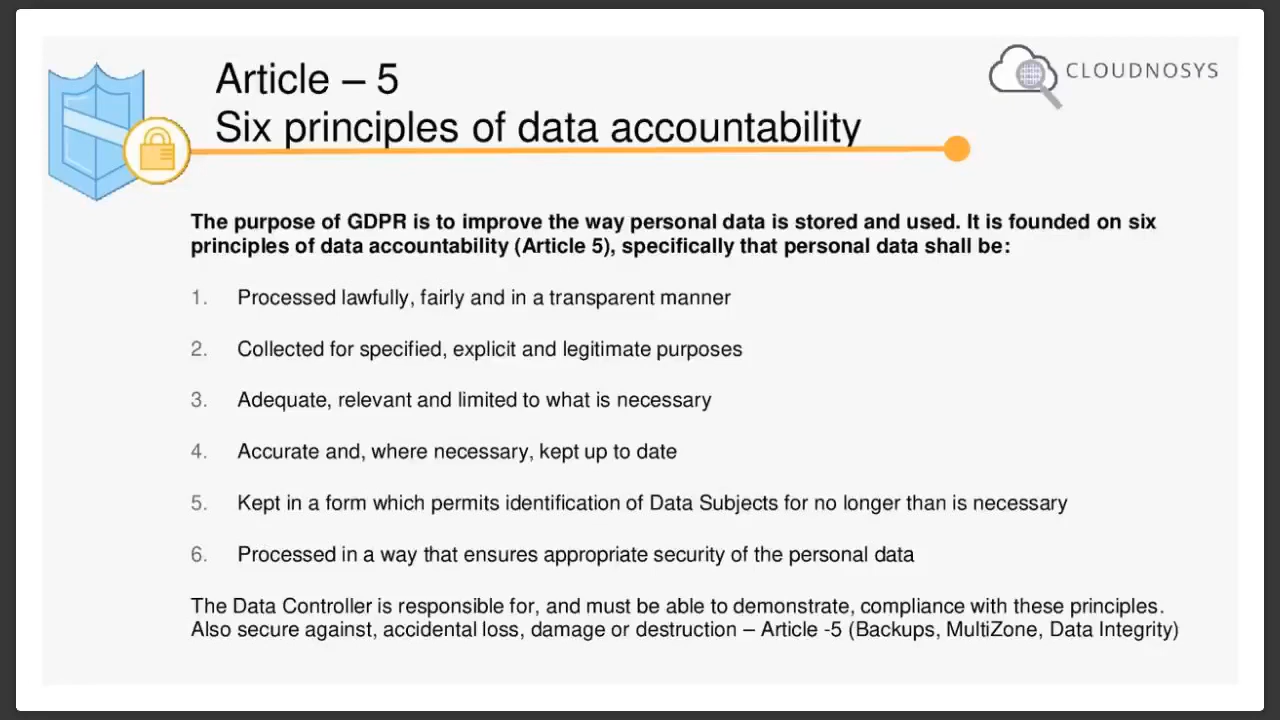 Article – 5
CLOUDNOSYS
Six principles of data accountability
The purpose of GDPR is to improve the way personal data is stored and used. It is founded on six
principles of data accountability (Article 5), specifically that personal data shall be:
1. Processed lawfully, fairly and in a transparent manner
2. Collected for specified, explicit and legitimate purposes
3. Adequate, relevant and limited to what is necessary
4. Accurate and, where necessary, kept up to date
5. Kept in a form which permits identification of Data Subjects for no longer than is necessary
6. Processed in a way that ensures appropriate security of the personal data
The Data Controller is responsible for, and must be able to demonstrate, compliance with these principles.
Also secure against, accidental loss, damage or destruction – Article -5 (Backups, MultiZone, Data Integrity)